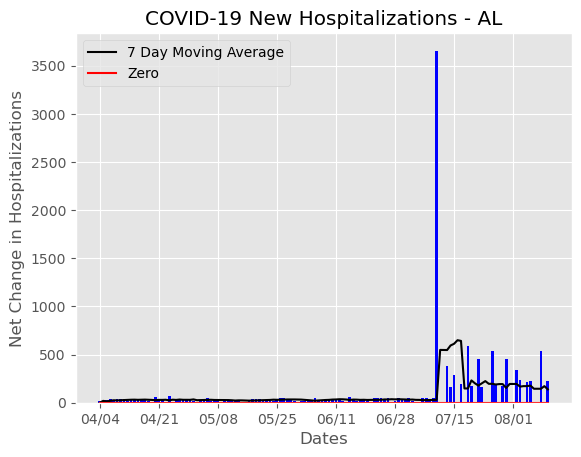 COVID-19 New Hospitalizations - AL
7 Day Moving Average
Zero
Net Change in Hospitalizations
3500
3000
2500
2000
1500
1000
500
0
04/04 04/21 05/08 05/25 06/11 06/28 07/15 08/01
Dates